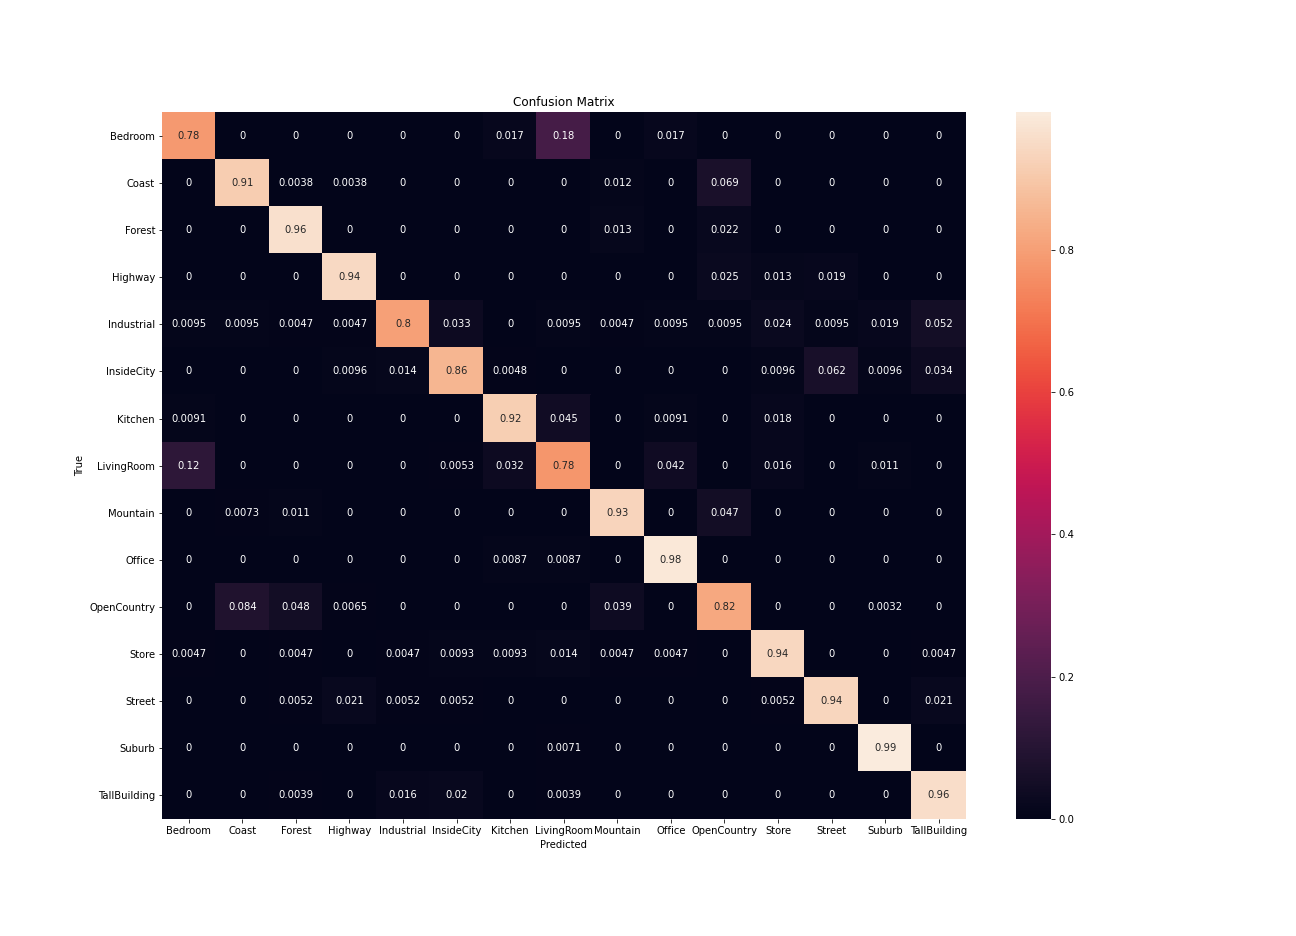 Confusion Matrix
Bedroom 0.78 0 0 0 0 0 0.017 0.18 0 0.017 0 0 0 0 0
Coast 0 0.91 0.0038 0.0038 0 0 0 0 0.012 0 0.069 0 0 0 0
Forest 0 0 0.96 0 0 0 0 0 0.013 0 0.022 0 0 0 0
Highway 0 0 0 0.94 0 0 0 0 0 0 0.025 0.013 0.019 0 0
Industrial 0.0095 0.0095 0.0047 0.0047 0.8 0.033 0 0.0095 0.0047 0.0095 0.0095 0.024 0.0095 0.019 0.052
InsideCity 0 0 0 0.0096 0.014 0.86 0.0048 0 0 0 0 0.0096 0.062 0.0096 0.034
Kitchen 0.0091 0 0 0 0 0 0.92 0.045 0 0.0091 0 0.018 0 0 0
LivingRoom 0.12 0 0 0 0 0.0053 0.032 0.78 0 0.042 0 0.016 0 0.011 0
Mountain 0 0.0073 0.011 0 0 0 0 0 0.93 0 0.047 0 0 0 0
Office 0 0 0 0 0 0 0.0087 0.0087 0 0.98 0 0 0 0 0
OpenCountry 0 0.084 0.048 0.0065 0 0 0 0 0.039 0 0.82 0 0 0.0032 0
Store 0.0047 0 0.0047 0 0.0047 0.0093 0.0093 0.014 0.0047 0.0047 0 0.94 0 0 0.0047
Street 0 0 0.0052 0.021 0.0052 0.0052 0 0 0 0 0 0.0052 0.94 0 0.021
Suburb 0 0 0 0 0 0 0 0.0071 0 0 0 0 0 0.99 0
TallBuilding 0 0 0.0039 0 0.016 0.02 0 0.0039 0 0 0 0 0 0 0.96
Bedroom Coast Forest Highway Industrial InsideCity Kitchen LivingRoom Mountain Office OpenCountry Store Street Suburb TallBuilding
Predicted
True
0.8
0.6
0.4
0.2
0.0